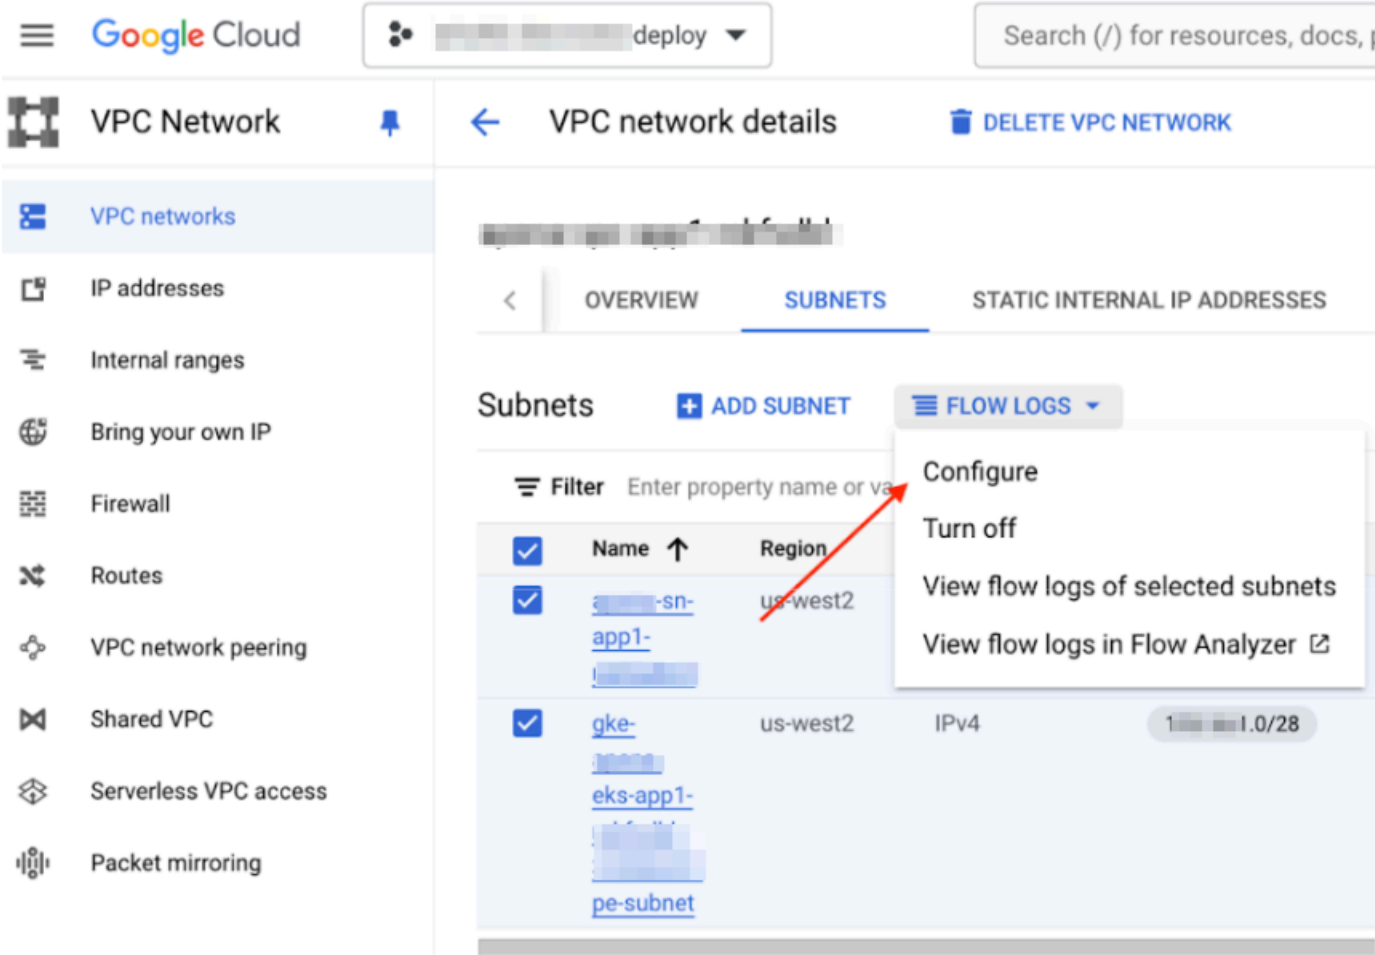 Google Cloud
deploy
Search (/) for resources, docs,
VPC Network
VPC network details
DELETE VPC NETWORK
VPC networks
IP addresses
Internal ranges
Bring your own IP
Firewall
Routes
VPC network peering
Shared VPC
Serverless VPC access
Packet mirroring
OVERVIEW
SUBNETS
STATIC INTERNAL IP ADDRESSES
Subnets
ADD SUBNET
FLOW LOGS
Configure
Turn off
View flow logs of selected subnets
View flow logs in Flow Analyzer
Filter
Enter property name or va
Name
Region
-sn-
app1-
us-west2
gke-
eks-app1-
pe-subnet
us-west2
IPv4
1.0/28